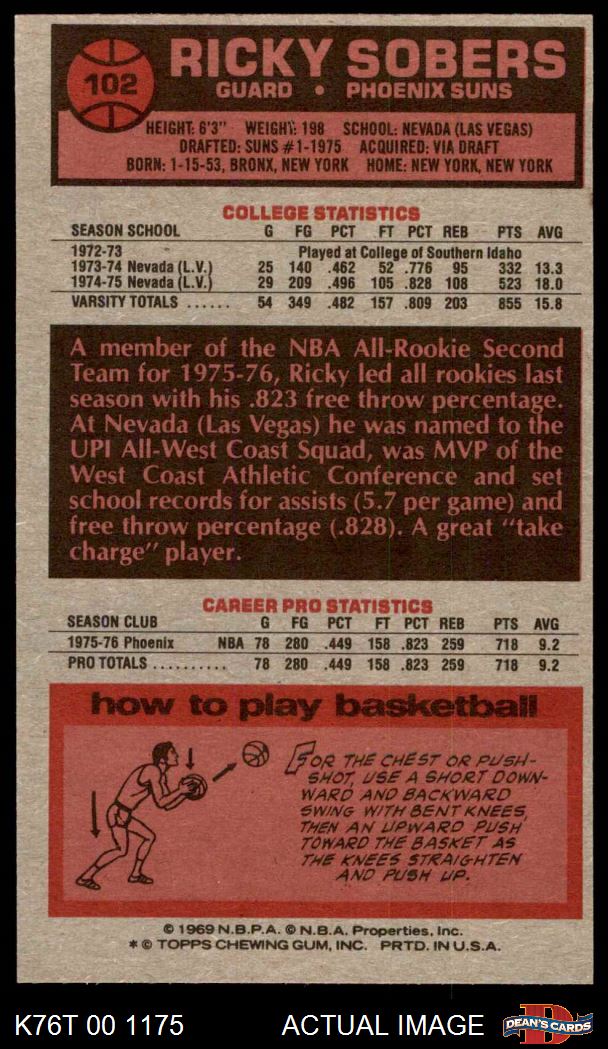 102
RICKY SOBERS
GUARD • PHOENIX SUNS
HEIGHT: 6'3" WEIGHT: 198 SCHOOL: NEVADA (LAS VEGAS)
DRAFTED: SUNS #1-1975 ACQUIRED: VIA DRAFT
BORN: 1-15-53, BRONX, NEW YORK HOME: NEW YORK, NEW YORK
COLLEGE STATISTICS
SEASON SCHOOL G FG PCT FT PCT REB PTS AVG
1972-73 Played at College of Southern Idaho
1973-74 Nevada (L.V.) 25 140 .462 52 .776 95 332 13.3
1974-75 Nevada (L.V.) 29 209 .496 105 .828 108 523 18.0
VARSITY TOTALS ...... 54 349 .482 157 .809 203 855 15.8
A member of the NBA All-Rookie Second
Team for 1975-76, Ricky led all rookies last
season with his .823 free throw percentage.
At Nevada (Las Vegas) he was named to the
UPI All-West Coast Squad, was MVP of the
West Coast Athletic Conference and set
school records for assists (5.7 per game) and
free throw percentage (.828). A great "take
charge" player.
CAREER PRO STATISTICS
SEASON CLUB G FG PCT FT PCT REB PTS AVG
1975-76 Phoenix NBA 78 280 .449 158 .823 259 718 9.2
PRO TOTALS .......... 78 280 .449 158 .823 259 718 9.2
how to play basketball
FOR THE CHEST OR PUSH-
SHOT, USE A SHORT DOWN-
WARD AND BACKWARD
SWING WITH BENT KNEES,
THEN AN UPWARD PUSH
TOWARD THE BASKET AS
THE KNEES STRAIGHTEN
AND PUSH UP.
© 1969 N.B.P.A. © N.B.A. Properties, Inc.
* © TOPPS CHEWING GUM, INC. PRTD. IN U.S.A.
K76T 00 1175 ACTUAL IMAGE
D
DEAN'S CARDS